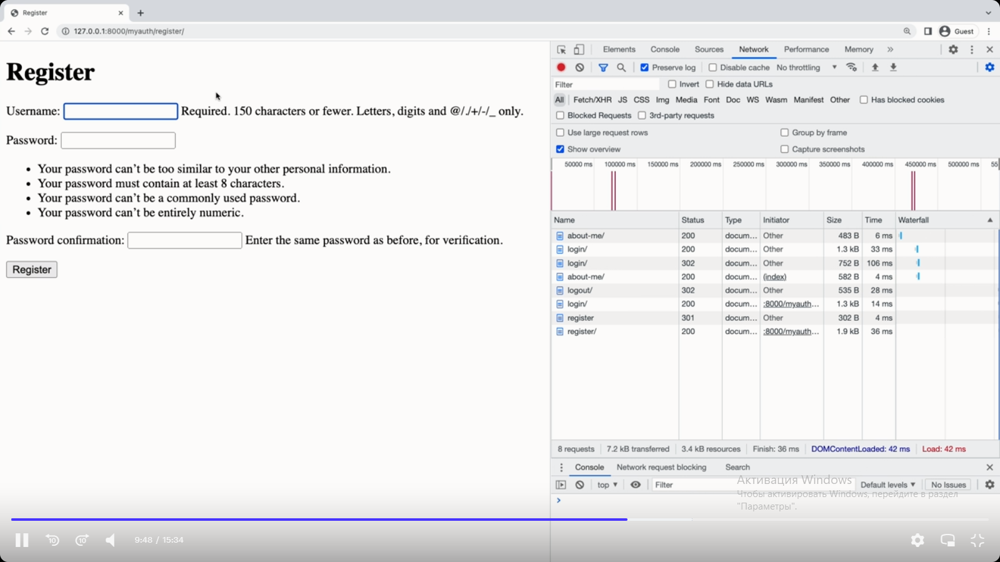 Register
127.0.0.1:8000/myauth/register/
Guest
Register
Username: Required. 150 characters or fewer. Letters, digits and @/./+/-/_ only.
Password:
• Your password can’t be too similar to your other personal information.
• Your password must contain at least 8 characters.
• Your password can’t be a commonly used password.
• Your password can’t be entirely numeric.
Password confirmation: Enter the same password as before, for verification.
Register
Elements Console Sources Network Performance Memory »
Preserve log Disable cache No throttling
Filter Invert Hide data URLs
All Fetch/XHR JS CSS Img Media Font Doc WS Wasm Manifest Other Has blocked cookies
Blocked Requests 3rd-party requests
Use large request rows Group by frame
Show overview Capture screenshots
50000 ms 100000 ms 150000 ms 200000 ms 250000 ms 300000 ms 350000 ms 400000 ms 450000 ms 500000 ms 55
Name Status Type Initiator Size Time Waterfall
about-me/ 200 docum... Other 483 B 6 ms
login/ 200 docum... Other 1.3 kB 33 ms
login/ 302 docum... Other 752 B 106 ms
about-me/ 200 docum... (index) 582 B 4 ms
logout/ 302 docum... Other 535 B 28 ms
login/ 200 docum... :8000/myauth... 1.3 kB 14 ms
register 301 docum... Other 302 B 4 ms
register/ 200 docum... :8000/myauth... 1.9 kB 36 ms
8 requests 7.2 kB transferred 3.4 kB resources Finish: 36 ms DOMContentLoaded: 42 ms Load: 42 ms
Console Network request blocking Search
top Filter Default levels No Issues
Активация Windows
Чтобы активировать Windows, перейдите в раздел
"Параметры".
10 10 9:48 / 15:34